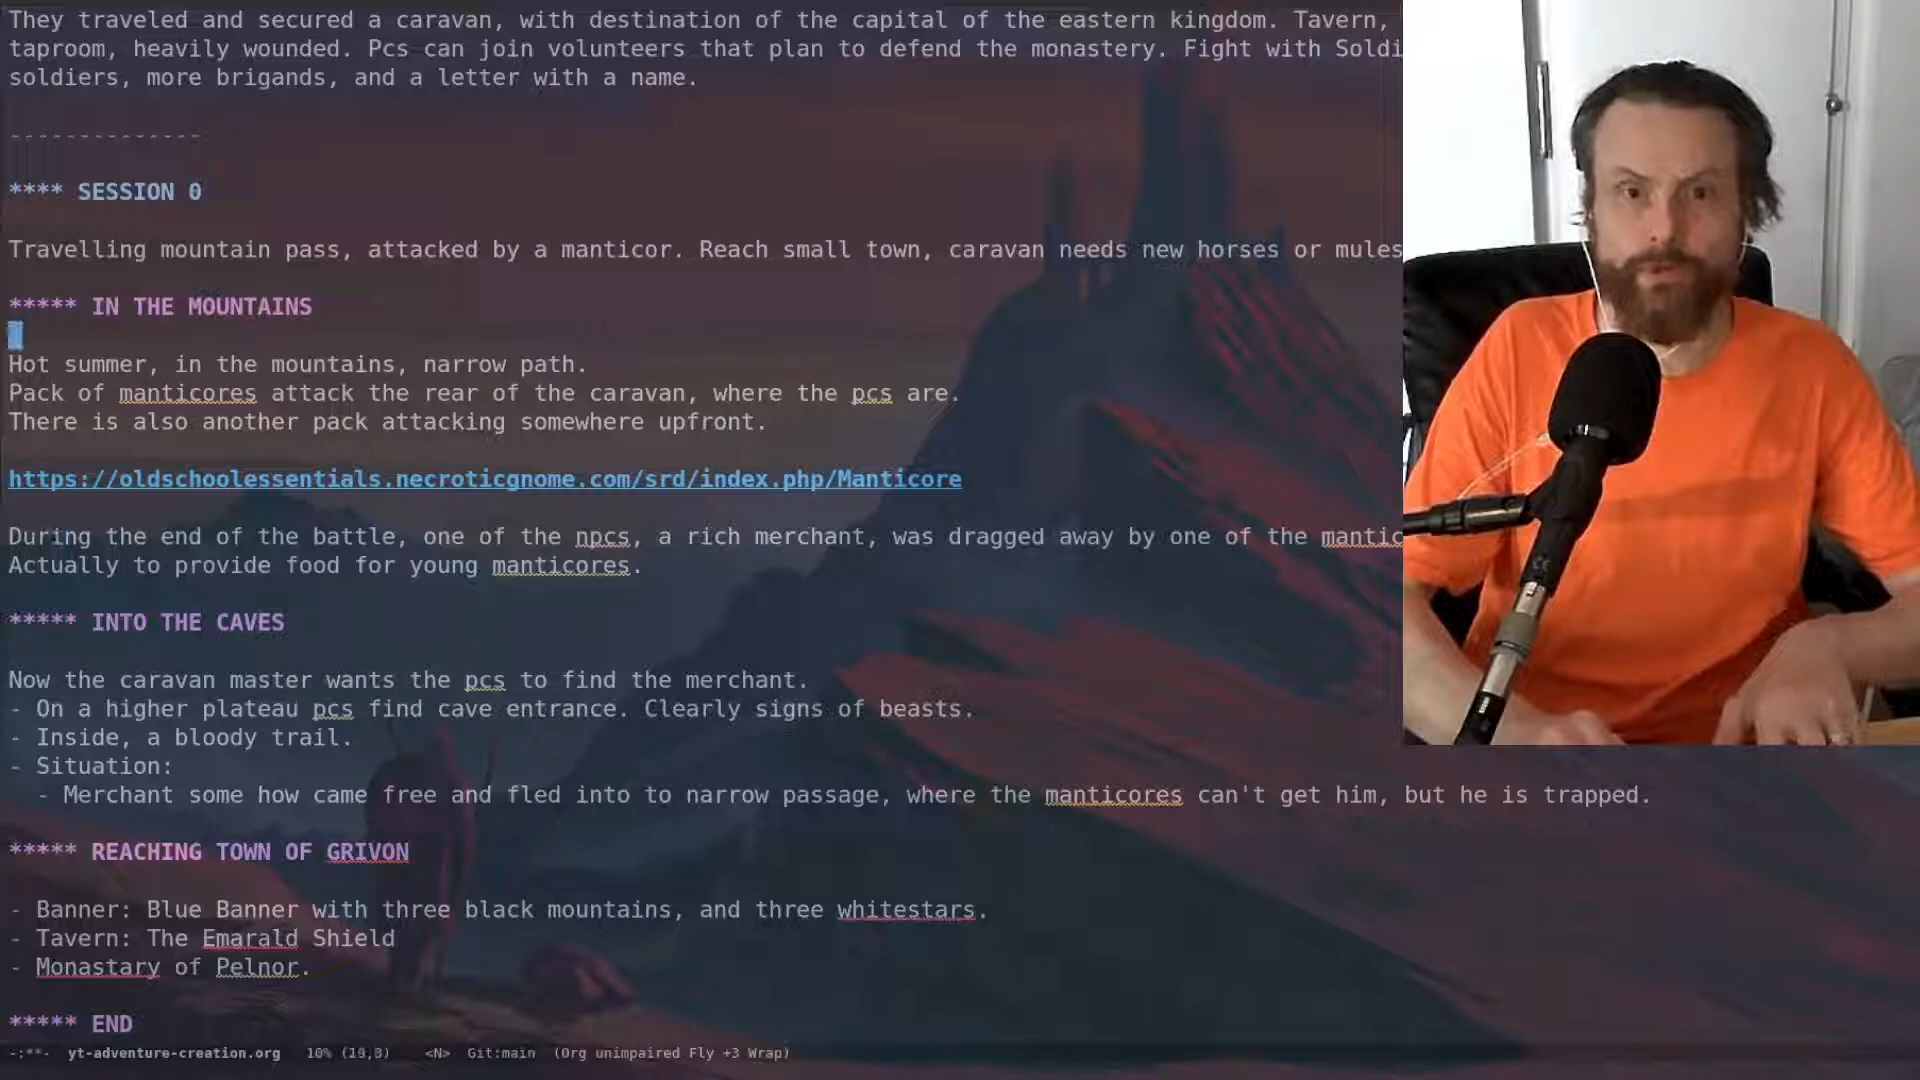 They traveled and secured a caravan, with destination of the capital of the eastern kingdom. Tavern,
taproom, heavily wounded. Pcs can join volunteers that plan to defend the monastery. Fight with Soldi
soldiers, more brigands, and a letter with a name.
--------------
**** SESSION 0
Travelling mountain pass, attacked by a manticor. Reach small town, caravan needs new horses or mules
***** IN THE MOUNTAINS
Hot summer, in the mountains, narrow path.
Pack of manticores attack the rear of the caravan, where the pcs are.
There is also another pack attacking somewhere upfront.
https://oldschoolessentials.necroticgnome.com/srd/index.php/Manticore
During the end of the battle, one of the npcs, a rich merchant, was dragged away by one of the mantic
Actually to provide food for young manticores.
***** INTO THE CAVES
Now the caravan master wants the pcs to find the merchant.
- On a higher plateau pcs find cave entrance. Clearly signs of beasts.
- Inside, a bloody trail.
- Situation:
- Merchant some how came free and fled into to narrow passage, where the manticores can't get him, but he is trapped.
***** REACHING TOWN OF GRIVON
- Banner: Blue Banner with three black mountains, and three whitestars.
- Tavern: The Emarald Shield
- Monastary of Pelnor.
***** END
-:**- yt-adventure-creation.org 10% (19,3) <N> Git:main (Org unimpaired Fly +3 Wrap)